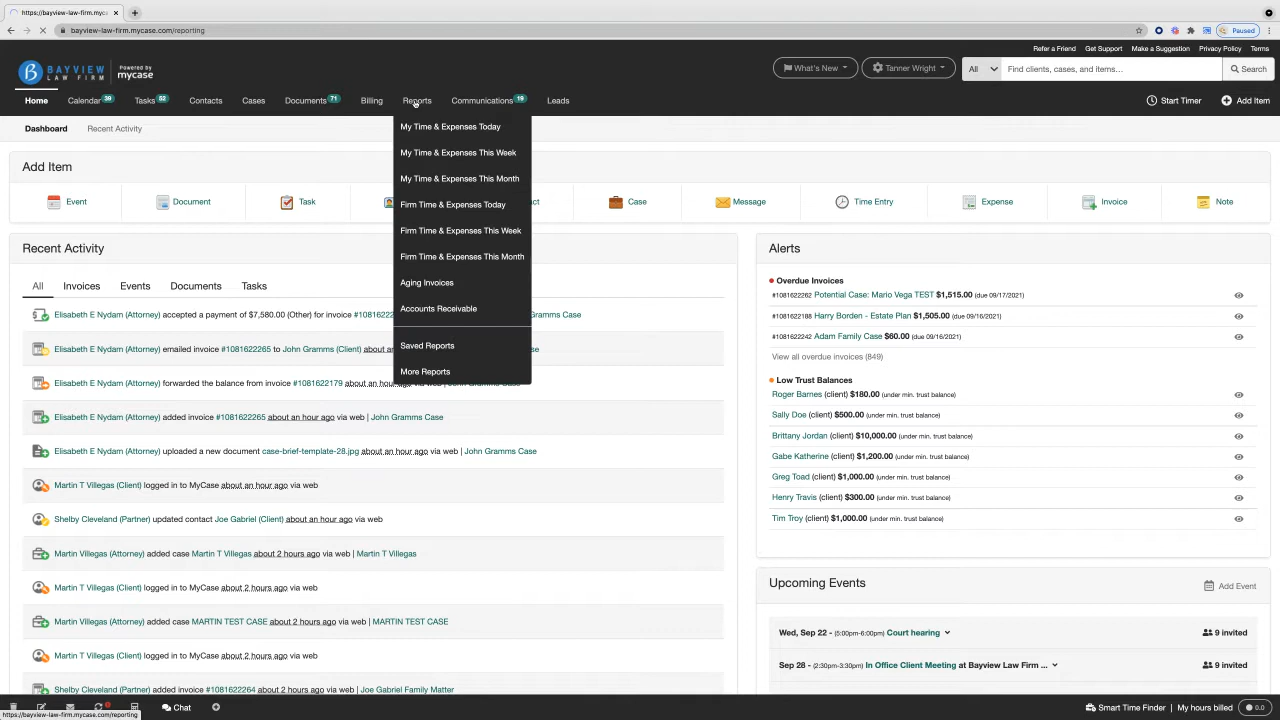 https://bayview-law-firm.myc
bayview-law-firm.mycase.com/reporting
Paused
Refer a Friend Get Support Make a Suggestion Privacy Policy Terms
B BAYVIEW LAW FIRM Powered by mycase
What's New Tanner Wright All Find clients, cases, and items... Search
Home Calendar 39 Tasks 52 Contacts Cases Documents 71 Billing Reports Communications 19 Leads Start Timer Add Item
Dashboard Recent Activity
My Time & Expenses Today
My Time & Expenses This Week
My Time & Expenses This Month
Firm Time & Expenses Today
Firm Time & Expenses This Week
Firm Time & Expenses This Month
Aging Invoices
Accounts Receivable
Saved Reports
More Reports
Add Item
Event Document Task ct Case Message Time Entry Expense Invoice Note
Recent Activity
All Invoices Events Documents Tasks
Elisabeth E Nydam (Attorney) accepted a payment of $7,580.00 (Other) for invoice #1081622 Gramms Case
Elisabeth E Nydam (Attorney) emailed invoice #1081622265 to John Gramms (Client) about a se
Elisabeth E Nydam (Attorney) forwarded the balance from invoice #1081622179 about an hour ago via web | John Gramms Case
Elisabeth E Nydam (Attorney) added invoice #1081622265 about an hour ago via web | John Gramms Case
Elisabeth E Nydam (Attorney) uploaded a new document case-brief-template-28.jpg about an hour ago via web | John Gramms Case
Martin T Villegas (Client) logged in to MyCase about an hour ago via web
Shelby Cleveland (Partner) updated contact Joe Gabriel (Client) about an hour ago via web
Martin Villegas (Attorney) added case Martin T Villegas about 2 hours ago via web | Martin T Villegas
Martin T Villegas (Client) logged in to MyCase about 2 hours ago via web
Martin Villegas (Attorney) added case MARTIN TEST CASE about 2 hours ago via web | MARTIN TEST CASE
Martin T Villegas (Client) logged in to MyCase about 2 hours ago via web
Shelby Cleveland (Partner) added invoice #1081622264 about 2 hours ago via web | Joe Gabriel Family Matter
Alerts
Overdue Invoices
#1081622262 Potential Case: Mario Vega TEST $1,515.00 (due 09/17/2021)
#1081622188 Harry Borden - Estate Plan $1,505.00 (due 09/16/2021)
#1081622242 Adam Family Case $60.00 (due 09/16/2021)
View all overdue invoices (849)
Low Trust Balances
Roger Barnes (client) $180.00 (under min. trust balance)
Sally Doe (client) $500.00 (under min. trust balance)
Brittany Jordan (client) $10,000.00 (under min. trust balance)
Gabe Katherine (client) $1,200.00 (under min. trust balance)
Greg Toad (client) $1,000.00 (under min. trust balance)
Henry Travis (client) $300.00 (under min. trust balance)
Tim Troy (client) $1,000.00 (under min. trust balance)
Upcoming Events Add Event
Wed, Sep 22 - (5:00pm-6:00pm) Court hearing 9 invited
Sep 28 - (2:30pm-3:30pm) In Office Client Meeting at Bayview Law Firm ... 9 invited
Chat Smart Time Finder | My hours billed 0.0
https://bayview-law-firm.mycase.com/reporting